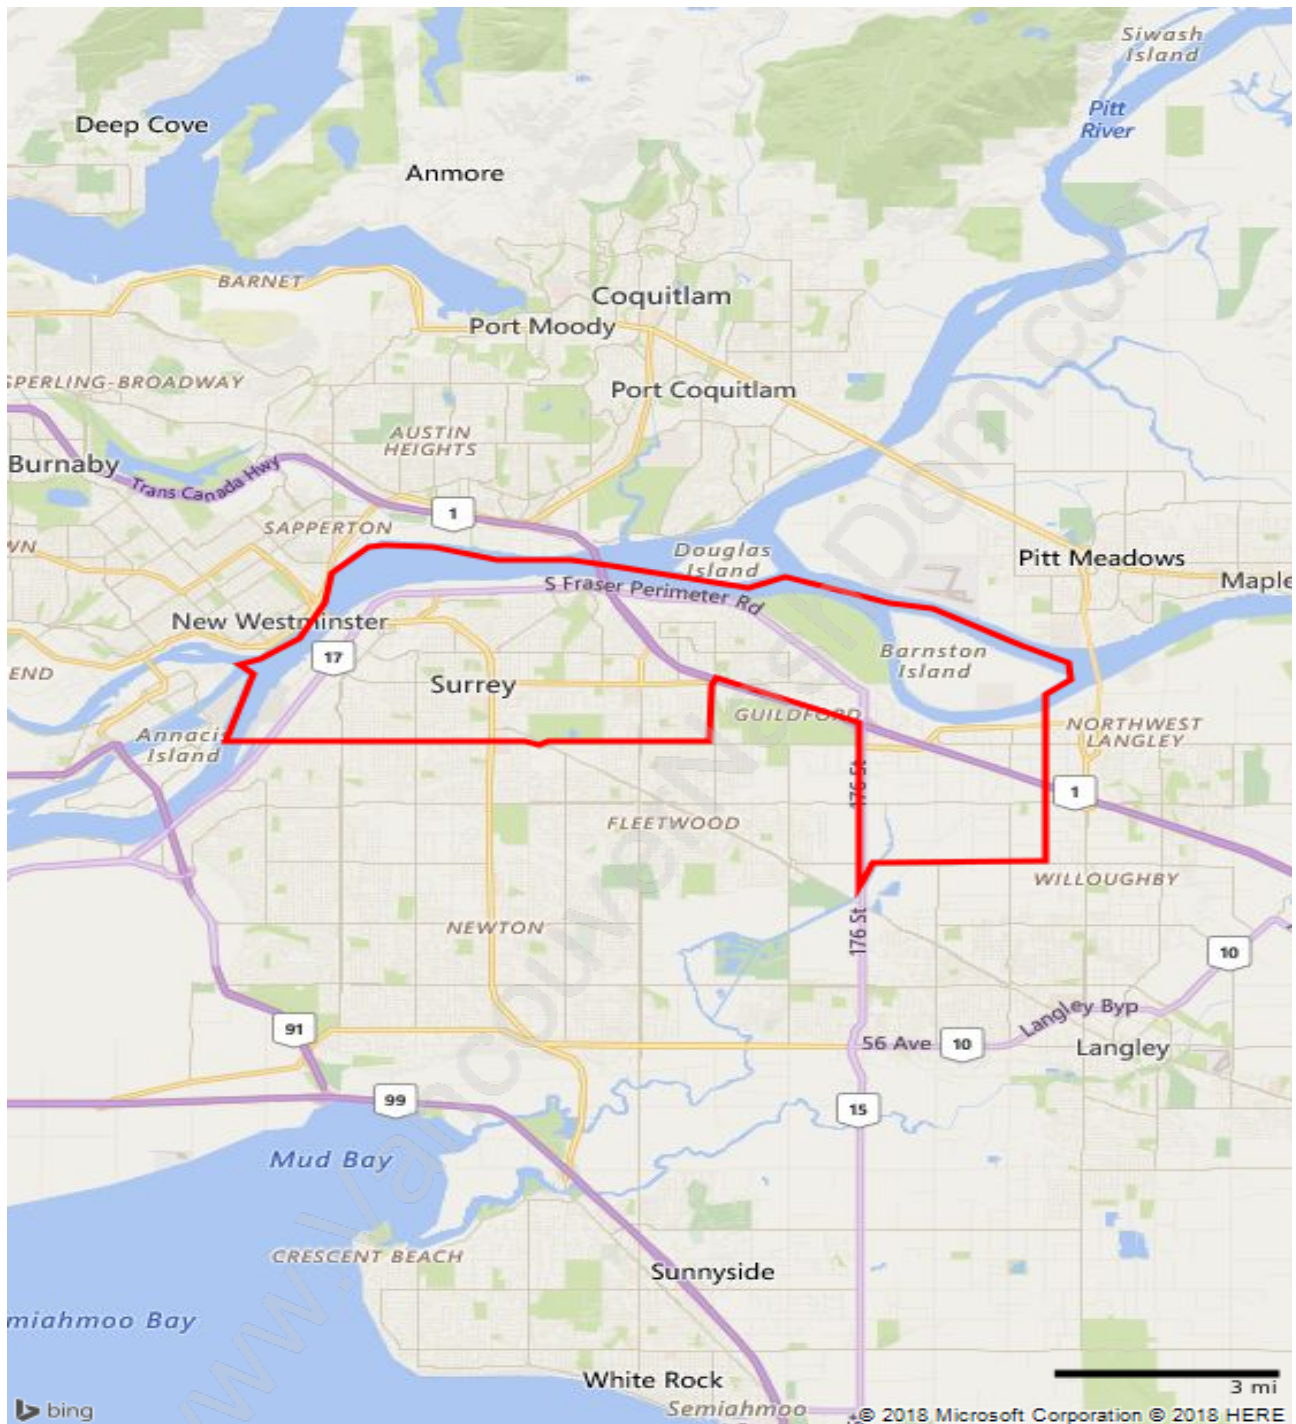 Siwash
Island
Pitt
River
Deep Cove
Anmore
BARNET
Coquitlam
Port Moody
SPERLING-BROADWAY
Port Coquitlam
AUSTIN
HEIGHTS
Burnaby
Trans Canada Hwy
1
SAPPERTON
WN
Douglas
Island
Pitt Meadows
S Fraser Perimeter Rd
Maple
New Westminster
17
Barnston
Island
END
Surrey
GUILDFORD
NORTHWEST
LANGLEY
Annacis
Island
176 St
1
FLEETWOOD
WILLOUGHBY
NEWTON
176 St
10
Langley Byp
91
56 Ave
10
Langley
99
15
Mud Bay
CRESCENT BEACH
Sunnyside
miahmoo Bay
White Rock
3 mi
Semiahmoo
bing
© 2018 Microsoft Corporation © 2018 HERE